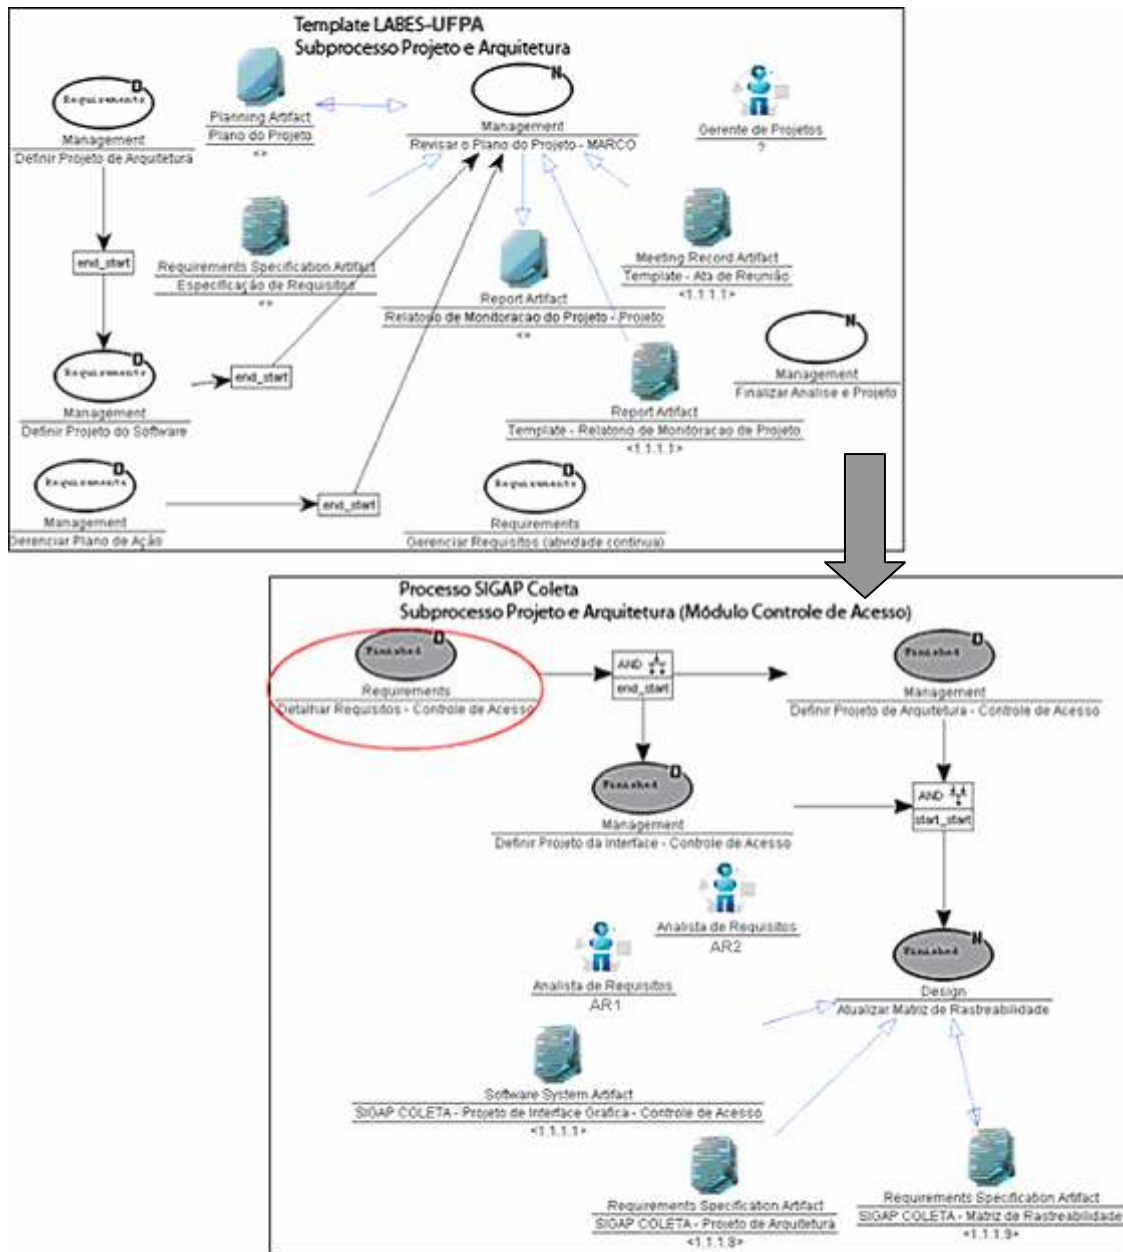 Template LABES-UFPA
Subprocesso Projeto e Arquitetura
Requirements
D
Management
Definir Projeto de Arquitetura
Planning Artifact
Plano do Projeto
<>
N
Management
Revisar o Plano do Projeto - MARCO
Gerente de Projetos
?
end_start
Requirements Specification Artifact
Especificação de Requisitos
<>
Report Artifact
Relatorio de Monitoracao do Projeto - Projeto
<>
Meeting Record Artifact
Template - Ata de Reunião
<1.1.1.1>
Requirements
D
Management
Definir Projeto do Software
end_start
Report Artifact
Template - Relatorio de Monitoracao de Projeto
<1.1.1.1>
N
Management
Finalizar Analise e Projeto
Requirements
D
Management
Gerenciar Plano de Ação
end_start
Requirements
D
Requirements
Gerenciar Requisitos (atividade continua)
Processo SIGAP Coleta
Subprocesso Projeto e Arquitetura (Módulo Controle de Acesso)
Finished
D
Requirements
Detalhar Requisitos - Controle de Acesso
AND
end_start
Finished
D
Management
Definir Projeto de Arquitetura - Controle de Acesso
Finished
D
Management
Definir Projeto da Interface - Controle de Acesso
AND
start_start
Analista de Requisitos
AR2
Analista de Requisitos
AR1
Finished
N
Design
Atualizar Matriz de Rastreabilidade
Software System Artifact
SIGAP COLETA - Projeto de Interface Gráfica - Controle de Acesso
<1.1.1.1>
Requirements Specification Artifact
SIGAP COLETA - Projeto de Arquitetura
<1.1.1.8>
Requirements Specification Artifact
SIGAP COLETA - Matriz de Rastreabilidade
<1.1.1.9>